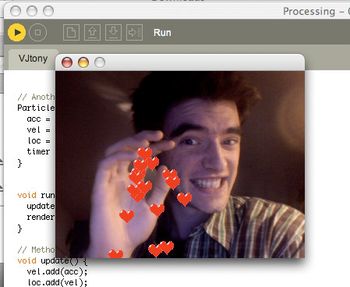 Processing -
Run
VJtony
// Anoth
Particle
acc =
vel =
loc =
timer
}
void run
update
render
}
// Metho
void update() {
vel.add(acc);
loc.add(vel);